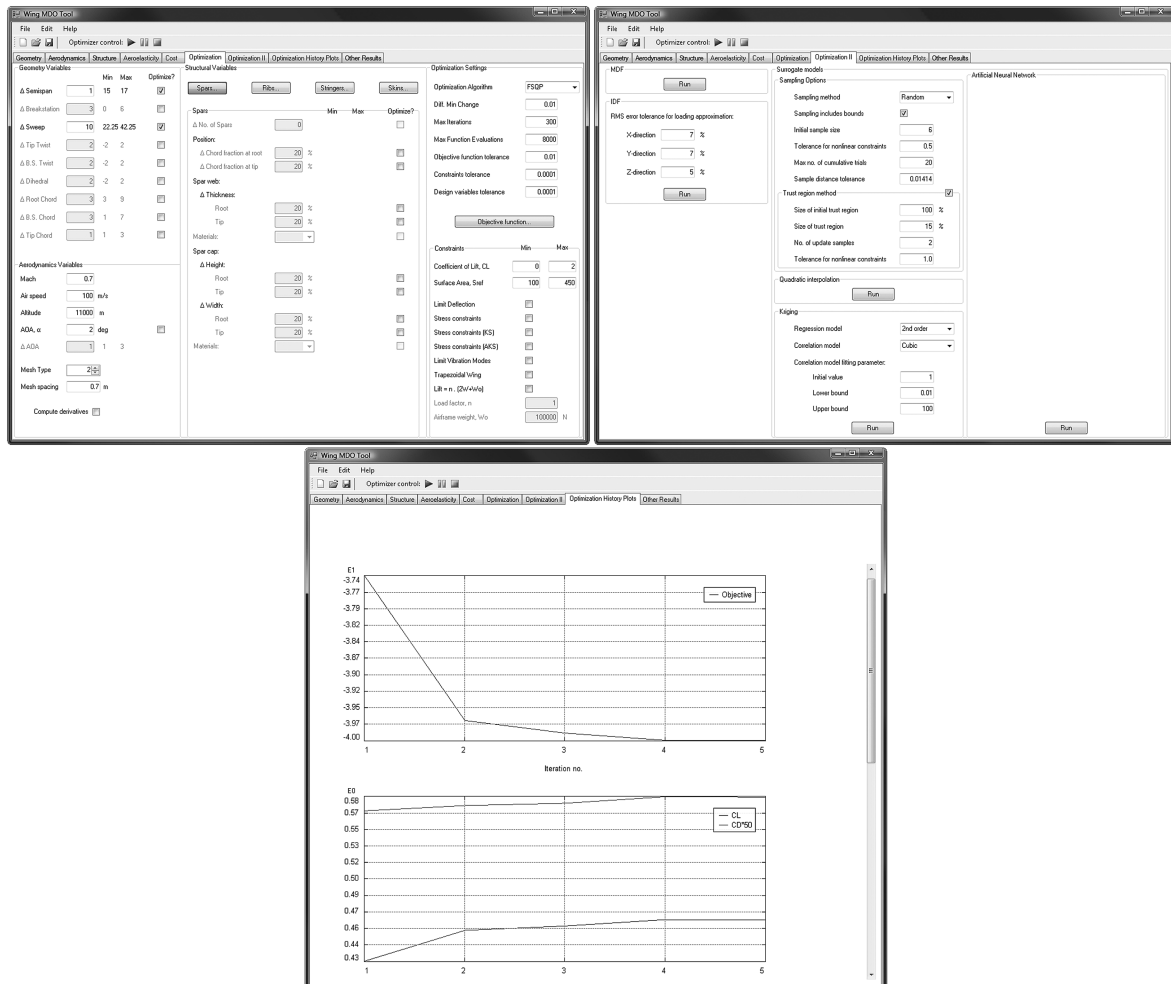 Wing MDO Tool
File Edit Help
Optimizer control:
Geometry Aerodynamics Structure Aeroelasticity Cost Optimization Optimization II Optimization History Plots Other Results
Geometry Variables
Min Max Optimize?
Δ Semispan 1 15 17
Δ Breakstation 3 0 6
Δ Sweep 10 22.25 42.25
Δ Tip Twist 2 -2 2
Δ B.S. Twist 2 -2 2
Δ Dihedral 2 -2 2
Δ Root Chord 3 3 9
Δ B.S. Chord 3 1 7
Δ Tip Chord 1 1 3
Aerodynamics Variables
Mach 0.7
Air speed 100 m/s
Altitude 11000 m
AOA, α 2 deg
Δ AOA 1 1 3
Mesh Type 2
Mesh spacing 0.7 m
Compute derivatives
Structural Variables
Spars... Ribs... Stringers... Skins...
Spars Min Max Optimize?
Δ No. of Spars 0
Position:
Δ Chord fraction at root 20 %
Δ Chord fraction at tip 20 %
Spar web:
Δ Thickness:
Root 20 %
Tip 20 %
Materials:
Spar cap:
Δ Height:
Root 20 %
Tip 20 %
Δ Width:
Root 20 %
Tip 20 %
Materials:
Optimization Settings
Optimization Algorithm FSQP
Diff. Min Change 0.01
Max Iterations 300
Max Function Evaluations 8000
Objective function tolerance 0.01
Constraints tolerance 0.0001
Design variables tolerance 0.0001
Objective function...
Constraints Min Max
Coefficient of Lift, CL 0 2
Surface Area, Sref 100 450
Limit Deflection
Stress constraints
Stress constraints (KS)
Stress constraints (AKS)
Limit Vibration Modes
Trapezoidal Wing
Lift = n . (2W+Wo)
Load factor, n 1
Airframe weight, Wo 100000 N
Wing MDO Tool
File Edit Help
Optimizer control:
Geometry Aerodynamics Structure Aeroelasticity Cost Optimization Optimization II Optimization History Plots Other Results
MDF
Run
IDF
RMS error tolerance for loading approximation:
X-direction 7 %
Y-direction 7 %
Z-direction 5 %
Run
Surrogate models
Sampling Options
Sampling method Random
Sampling includes bounds
Initial sample size 6
Tolerance for nonlinear constraints 0.5
Max no. of cumulative trials 20
Sample distance tolerance 0.01414
Trust region method
Size of initial trust region 100 %
Size of trust region 15 %
No. of update samples 2
Tolerance for nonlinear constraints 1.0
Quadratic interpolation
Run
Kriging
Regression model 2nd order
Correlation model Cubic
Correlation model fitting parameter:
Initial value 1
Lower bound 0.01
Upper bound 100
Run
Artificial Neural Network
Run
Wing MDO Tool
File Edit Help
Optimizer control:
Geometry Aerodynamics Structure Aeroelasticity Cost Optimization Optimization II Optimization History Plots Other Results
E1
-3.74
-3.77
-3.79
-3.82
-3.84
-3.87
-3.90
-3.92
-3.95
-3.97
-4.00
Objective
1 2 3 4 5
Iteration no.
E0
0.58
0.57
0.55
0.53
0.52
0.50
0.49
0.47
0.46
0.44
0.43
CL
CD*50
1 2 3 4 5